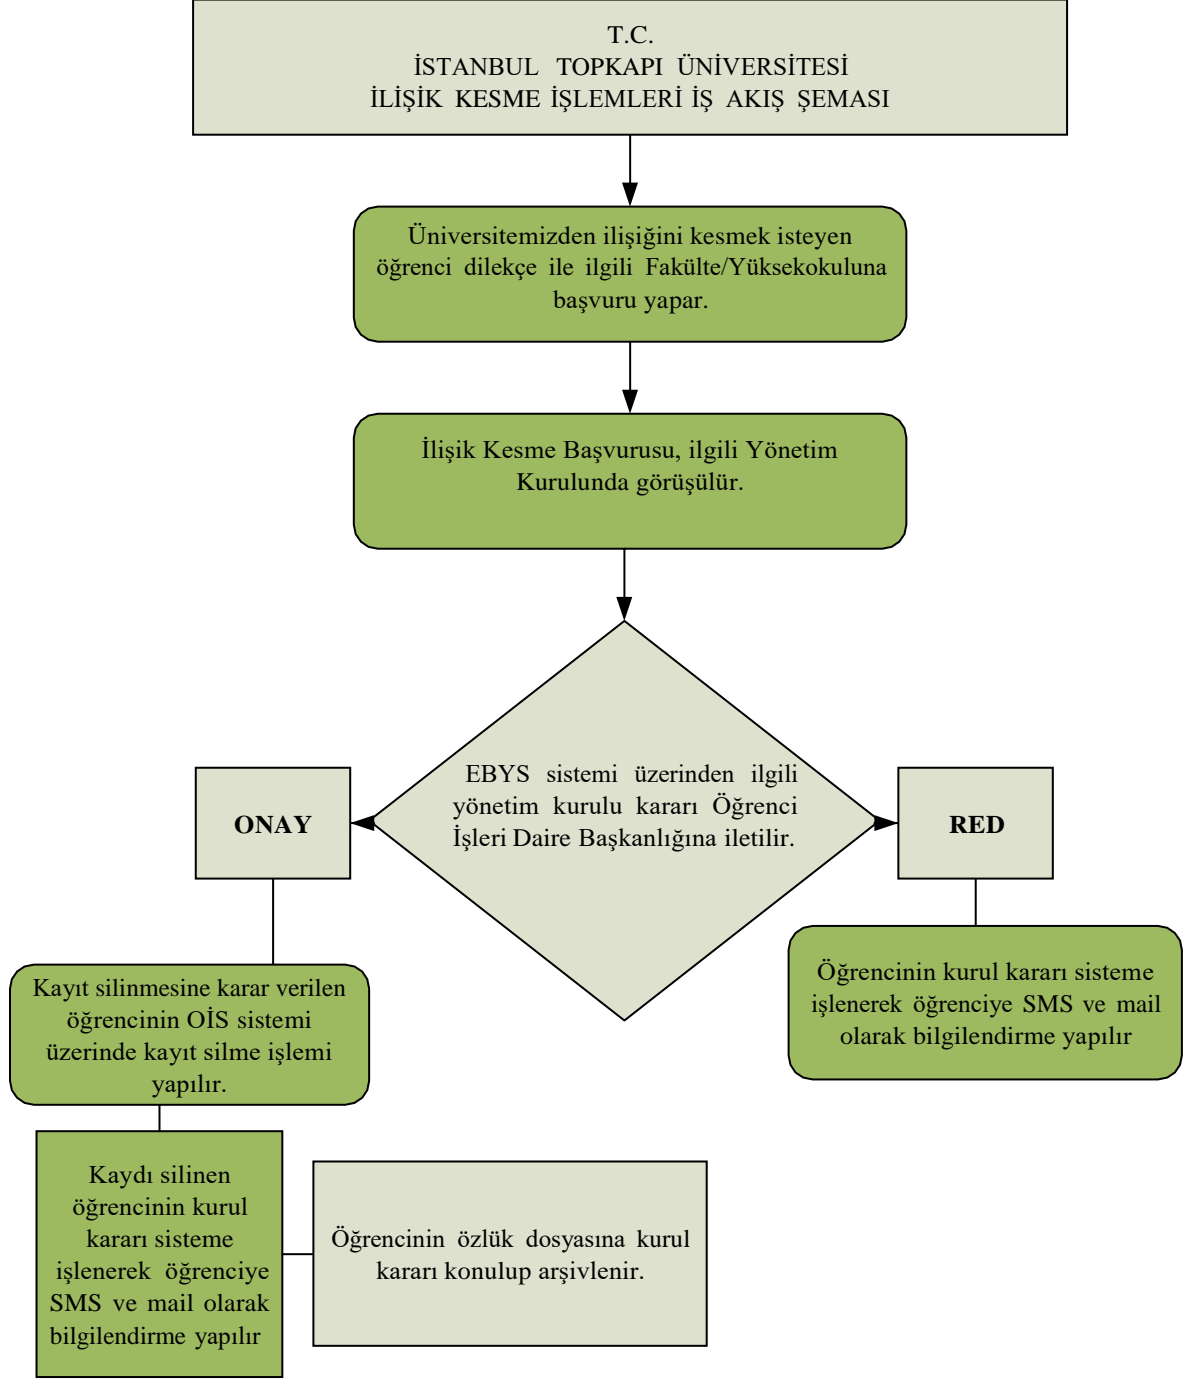 T.C.
İSTANBUL TOPKAPI ÜNİVERSİTESİ
İLİŞİK KESME İŞLEMLERİ İŞ AKIŞ ŞEMASI
Üniversitemizden ilişiğini kesmek isteyen
öğrenci dilekçe ile ilgili Fakülte/Yüksekokuluna
başvuru yapar.
İlişik Kesme Başvurusu, ilgili Yönetim
Kurulunda görüşülür.
EBYS sistemi üzerinden ilgili
yönetim kurulu kararı Öğrenci
İşleri Daire Başkanlığına iletilir.
ONAY
RED
Kayıt silinmesine karar verilen
öğrencinin OİS sistemi
üzerinde kayıt silme işlemi
yapılır.
Öğrencinin kurul kararı sisteme
işlenerek öğrenciye SMS ve mail
olarak bilgilendirme yapılır
Kaydı silinen
öğrencinin kurul
kararı sisteme
işlenerek öğrenciye
SMS ve mail olarak
bilgilendirme yapılır
Öğrencinin özlük dosyasına kurul
kararı konulup arşivlenir.